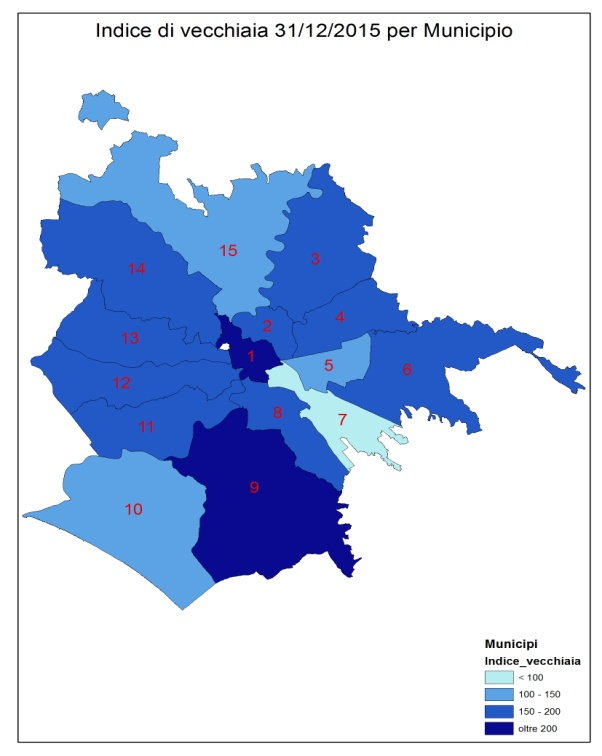 Indice di vecchiaia 31/12/2015 per Municipio
15
3
14
2
4
13
1
5
6
12
8
7
11
9
10
Municipi
Indice_vecchiaia
< 100
100 - 150
150 - 200
oltre 200